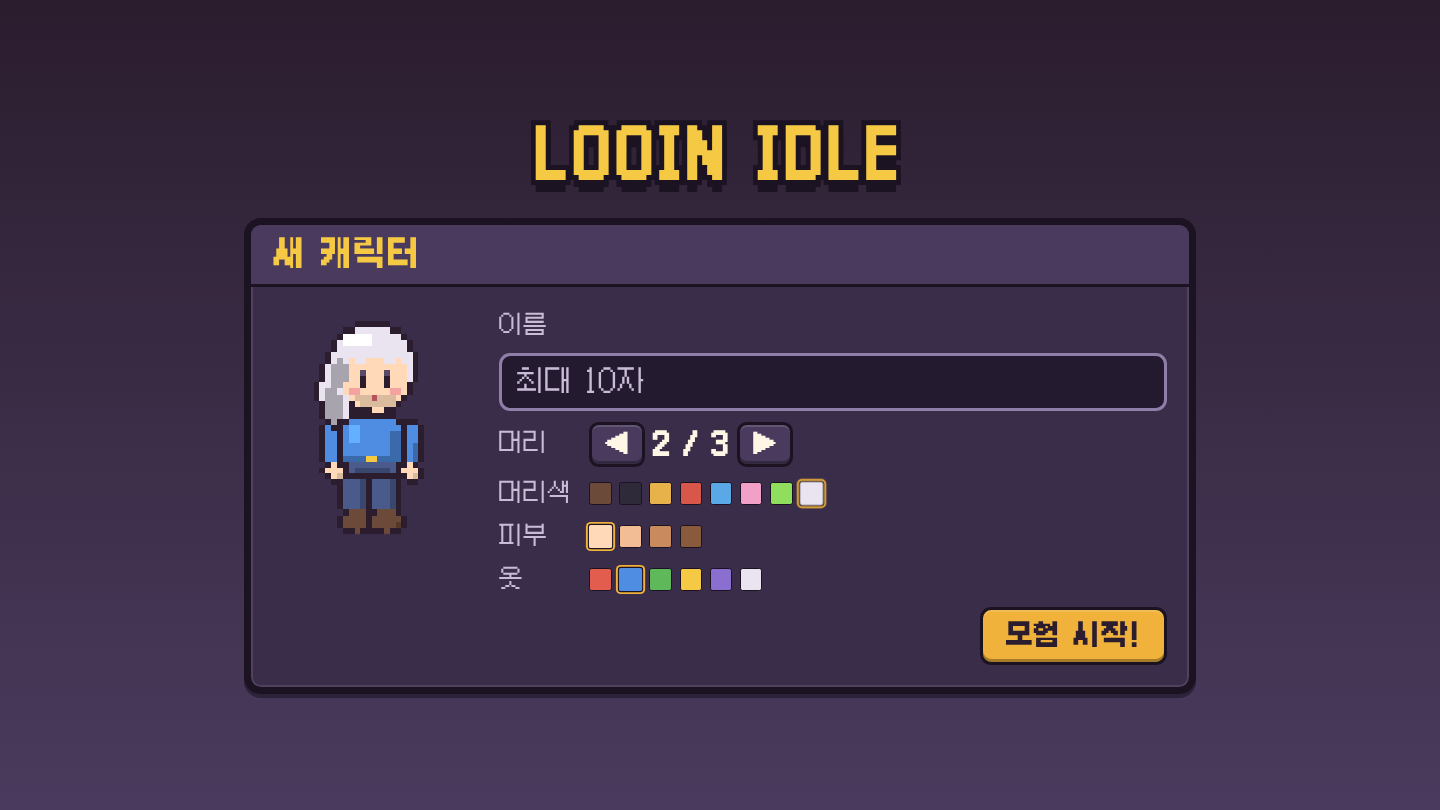 LOOIN IDLE
새 캐릭터
이름
최대 10자
머리 ◀ 2 / 3 ▶
머리색
피부
옷
모험 시작!